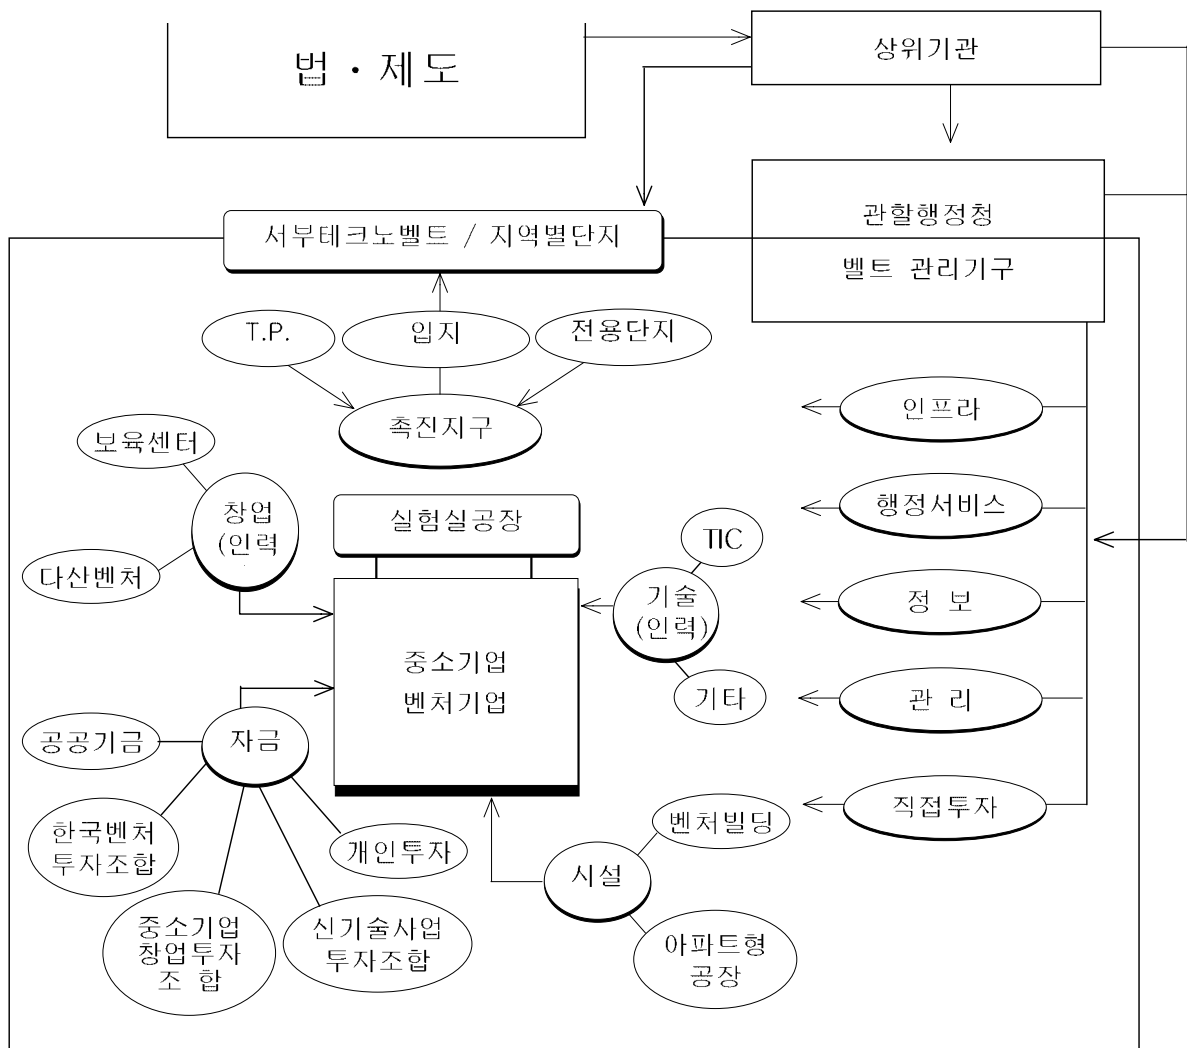 법 · 제도
상위기관
관할행정청
벨트 관리기구
서부테크노벨트 / 지역별단지
T.P.
입지
전용단지
촉진지구
인프라
행정서비스
정 보
관 리
직접투자
보육센터
창업
(인력
다산벤처
실험실공장
TIC
기술
(인력)
기타
중소기업
벤처기업
공공기금
자금
한국벤처
투자조합
중소기업
창업투자
조 합
신기술사업
투자조합
개인투자
벤처빌딩
시설
아파트형
공장